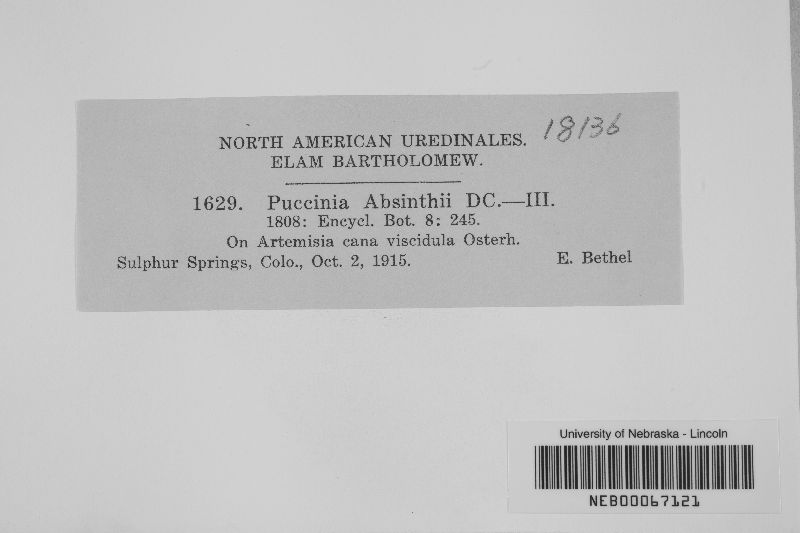 NORTH AMERICAN UREDINALES. 18136
ELAM BARTHOLOMEW.
1629. Puccinia Absinthii DC.—III.
1808: Encycl. Bot. 8: 245.
On Artemisia cana viscidula Osterh.
Sulphur Springs, Colo., Oct. 2, 1915. E. Bethel
University of Nebraska - Lincoln
NEB00067121